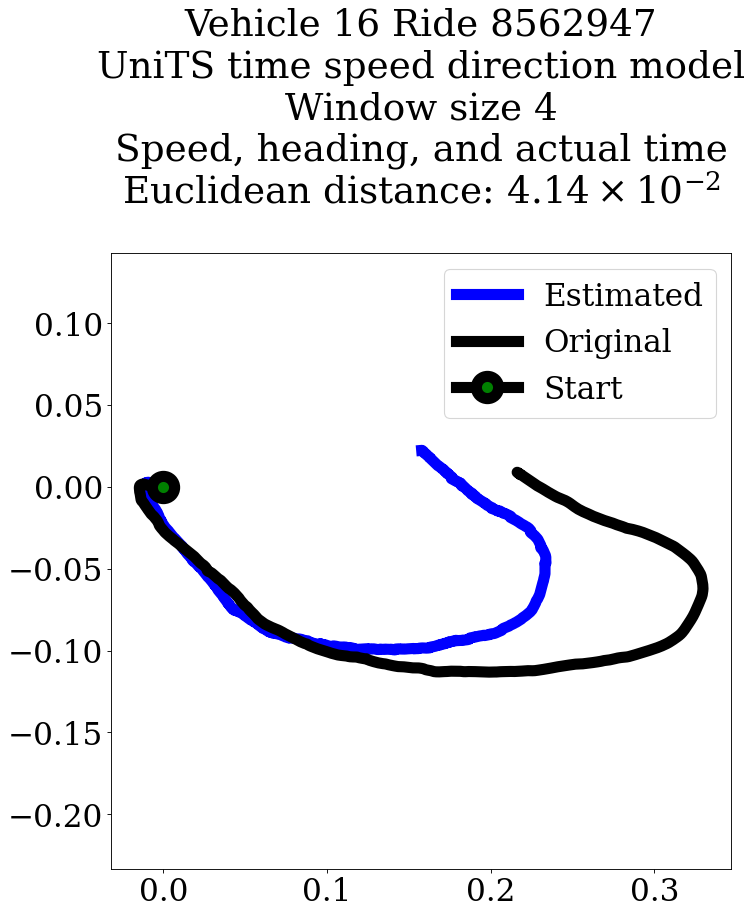 Vehicle 16 Ride 8562947
UniTS time speed direction model
Window size 4
Speed, heading, and actual time
Euclidean distance: 4.14 × 10⁻²
Estimated
Original
Start
0.10
0.05
0.00
−0.05
−0.10
−0.15
−0.20
0.0 0.1 0.2 0.3